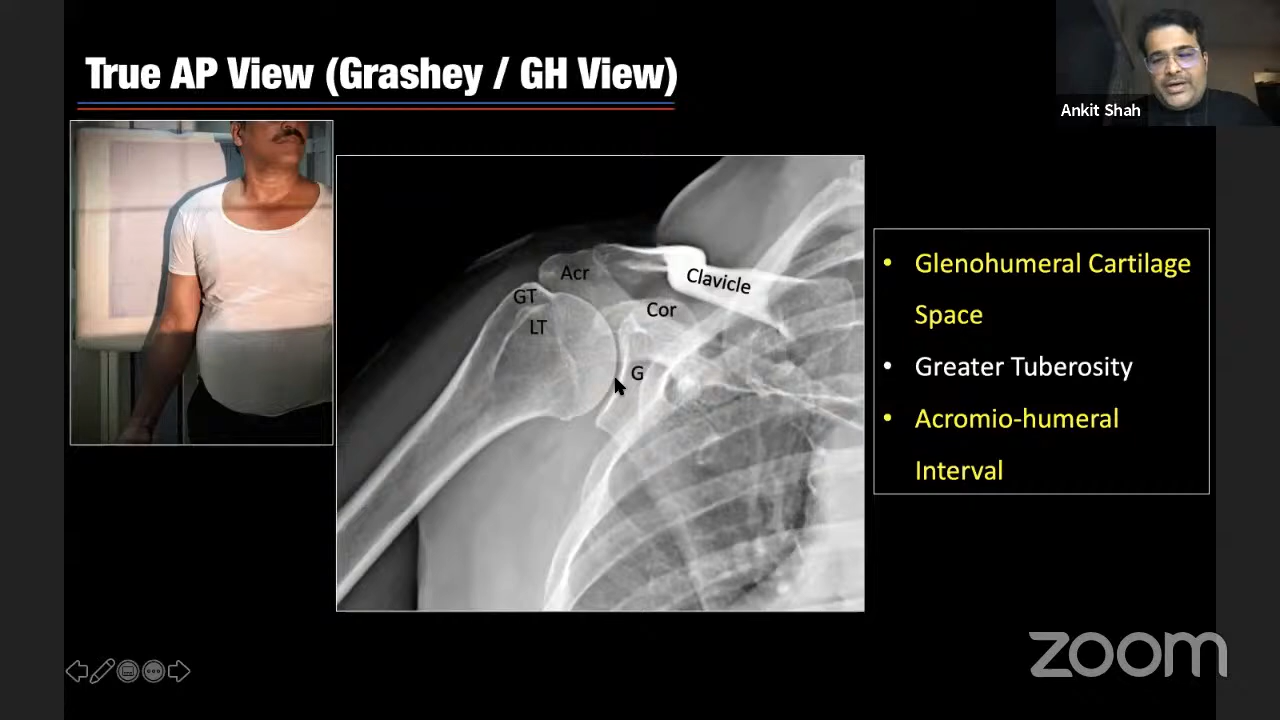 True AP View (Grashey / GH View)
Ankit Shah
Acr
Clavicle
GT
Cor
LT
G
• Glenohumeral Cartilage
Space
• Greater Tuberosity
• Acromio-humeral
Interval
zoom